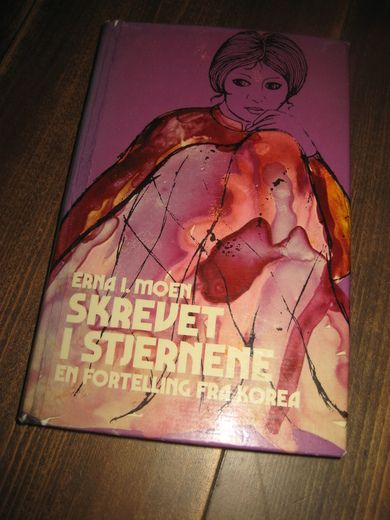 ERNA I. MOEN
SKREVET
I STJERNENE
EN FORTELLING FRA KOREA